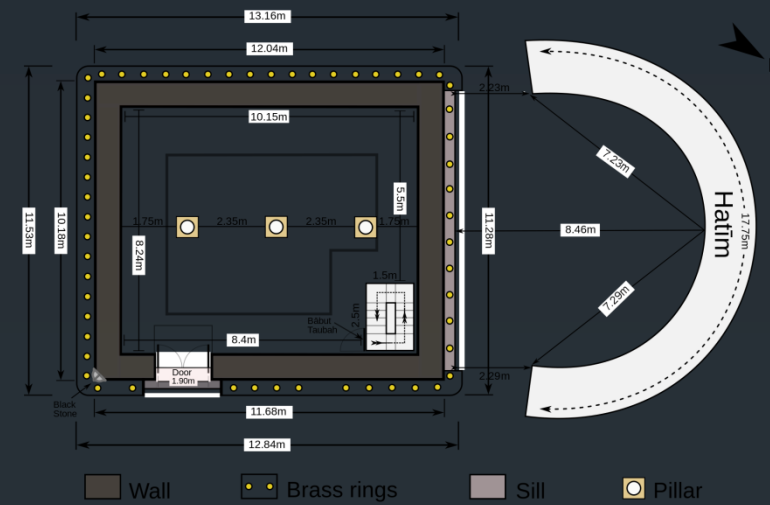 13.16m
12.04m
2.23m
10.15m
7.23m
5.5m
11.53m
10.18m
1.75m
2.35m
2.35m
1.75m
11.28m
8.46m
Hatīm
17.75m
8.24m
1.5m
7.29m
2.5m
Bābut
Taubah
8.4m
Door
1.90m
2.29m
Black
Stone
11.68m
12.84m
Wall
Brass rings
Sill
Pillar